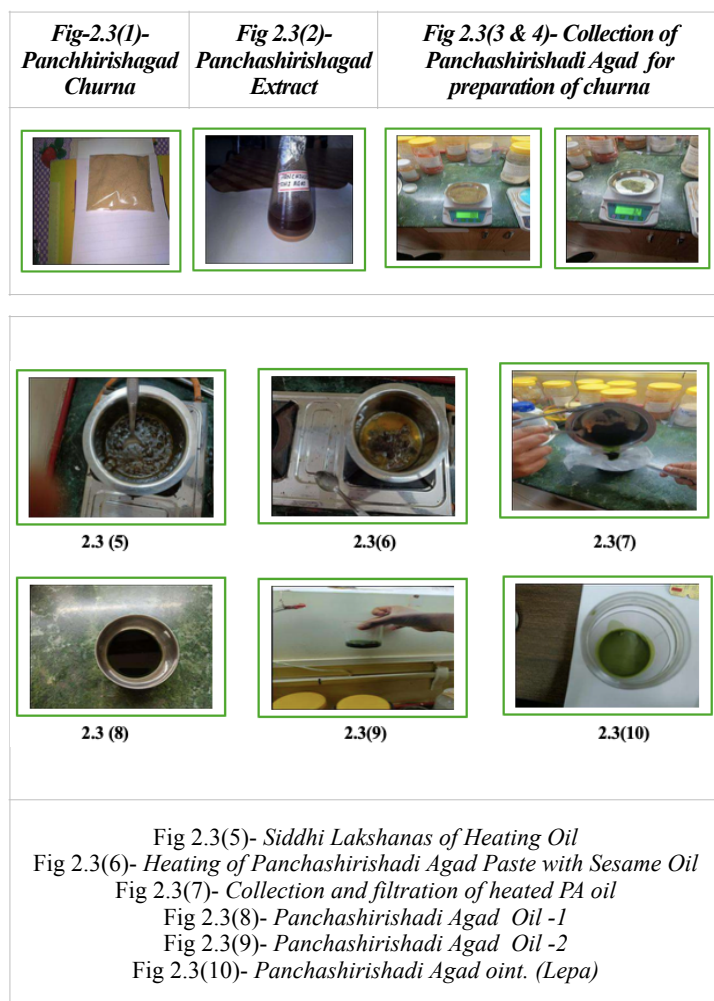 Fig-2.3(1)-
Panchhirishagad
Churna
Fig 2.3(2)-
Panchashirishagad
Extract
Fig 2.3(3 & 4)- Collection of
Panchashirishadi Agad for
preparation of churna
2.3 (5)
2.3(6)
2.3(7)
2.3 (8)
2.3(9)
2.3(10)
Fig 2.3(5)- Siddhi Lakshanas of Heating Oil
Fig 2.3(6)- Heating of Panchashirishadi Agad Paste with Sesame Oil
Fig 2.3(7)- Collection and filtration of heated PA oil
Fig 2.3(8)- Panchashirishadi Agad Oil -1
Fig 2.3(9)- Panchashirishadi Agad Oil -2
Fig 2.3(10)- Panchashirishadi Agad oint. (Lepa)